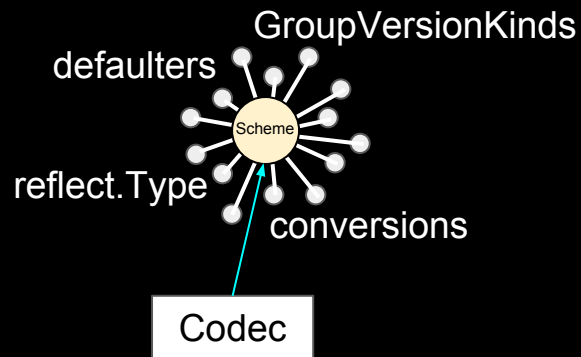 GroupVersionKinds
defaulters
Scheme
reflect.Type
conversions
Codec